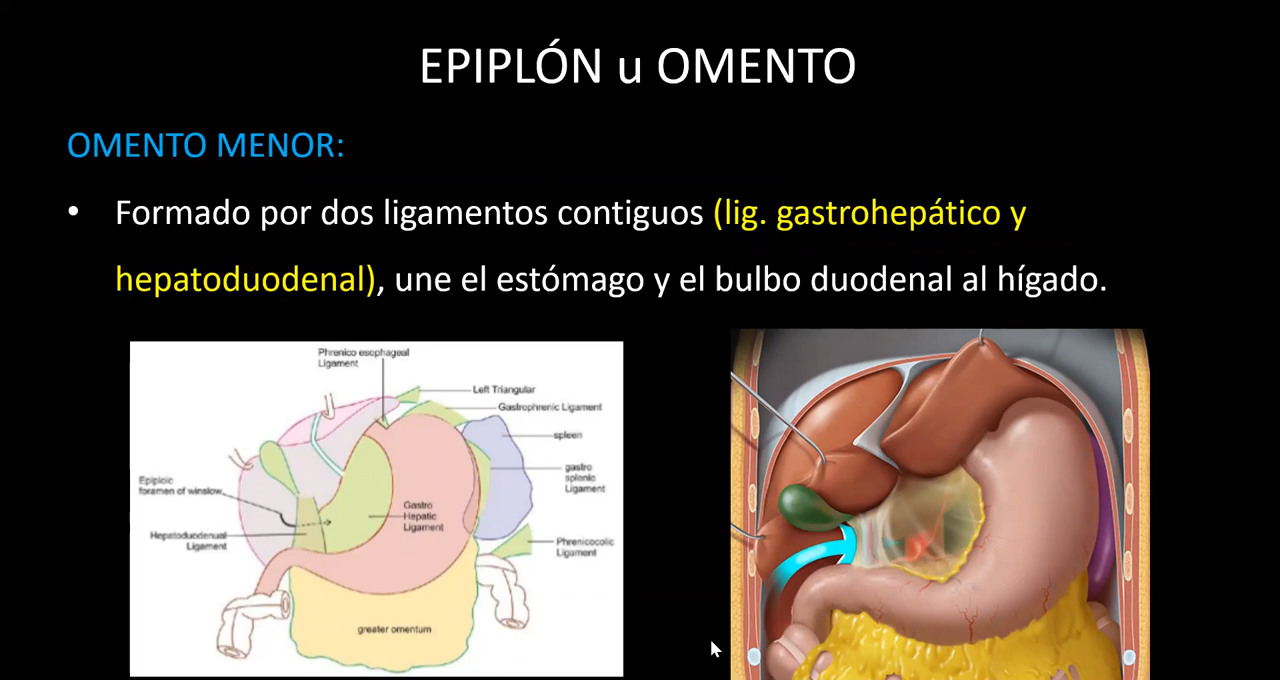 EPIPLÓN u OMENTO
OMENTO MENOR:
• Formado por dos ligamentos contiguos (lig. gastrohepático y
hepatoduodenal), une el estómago y el bulbo duodenal al hígado.
Phrenico esophageal
Ligament
Left Triangular
Gastrophrenic Ligament
spleen
gastro
splenic
Ligament
Epiploic
foramen of winslow
Gastro
Hepatic
Ligament
Hepatoduodenual
Ligament
Phrenicocolic
Ligament
greater omentum